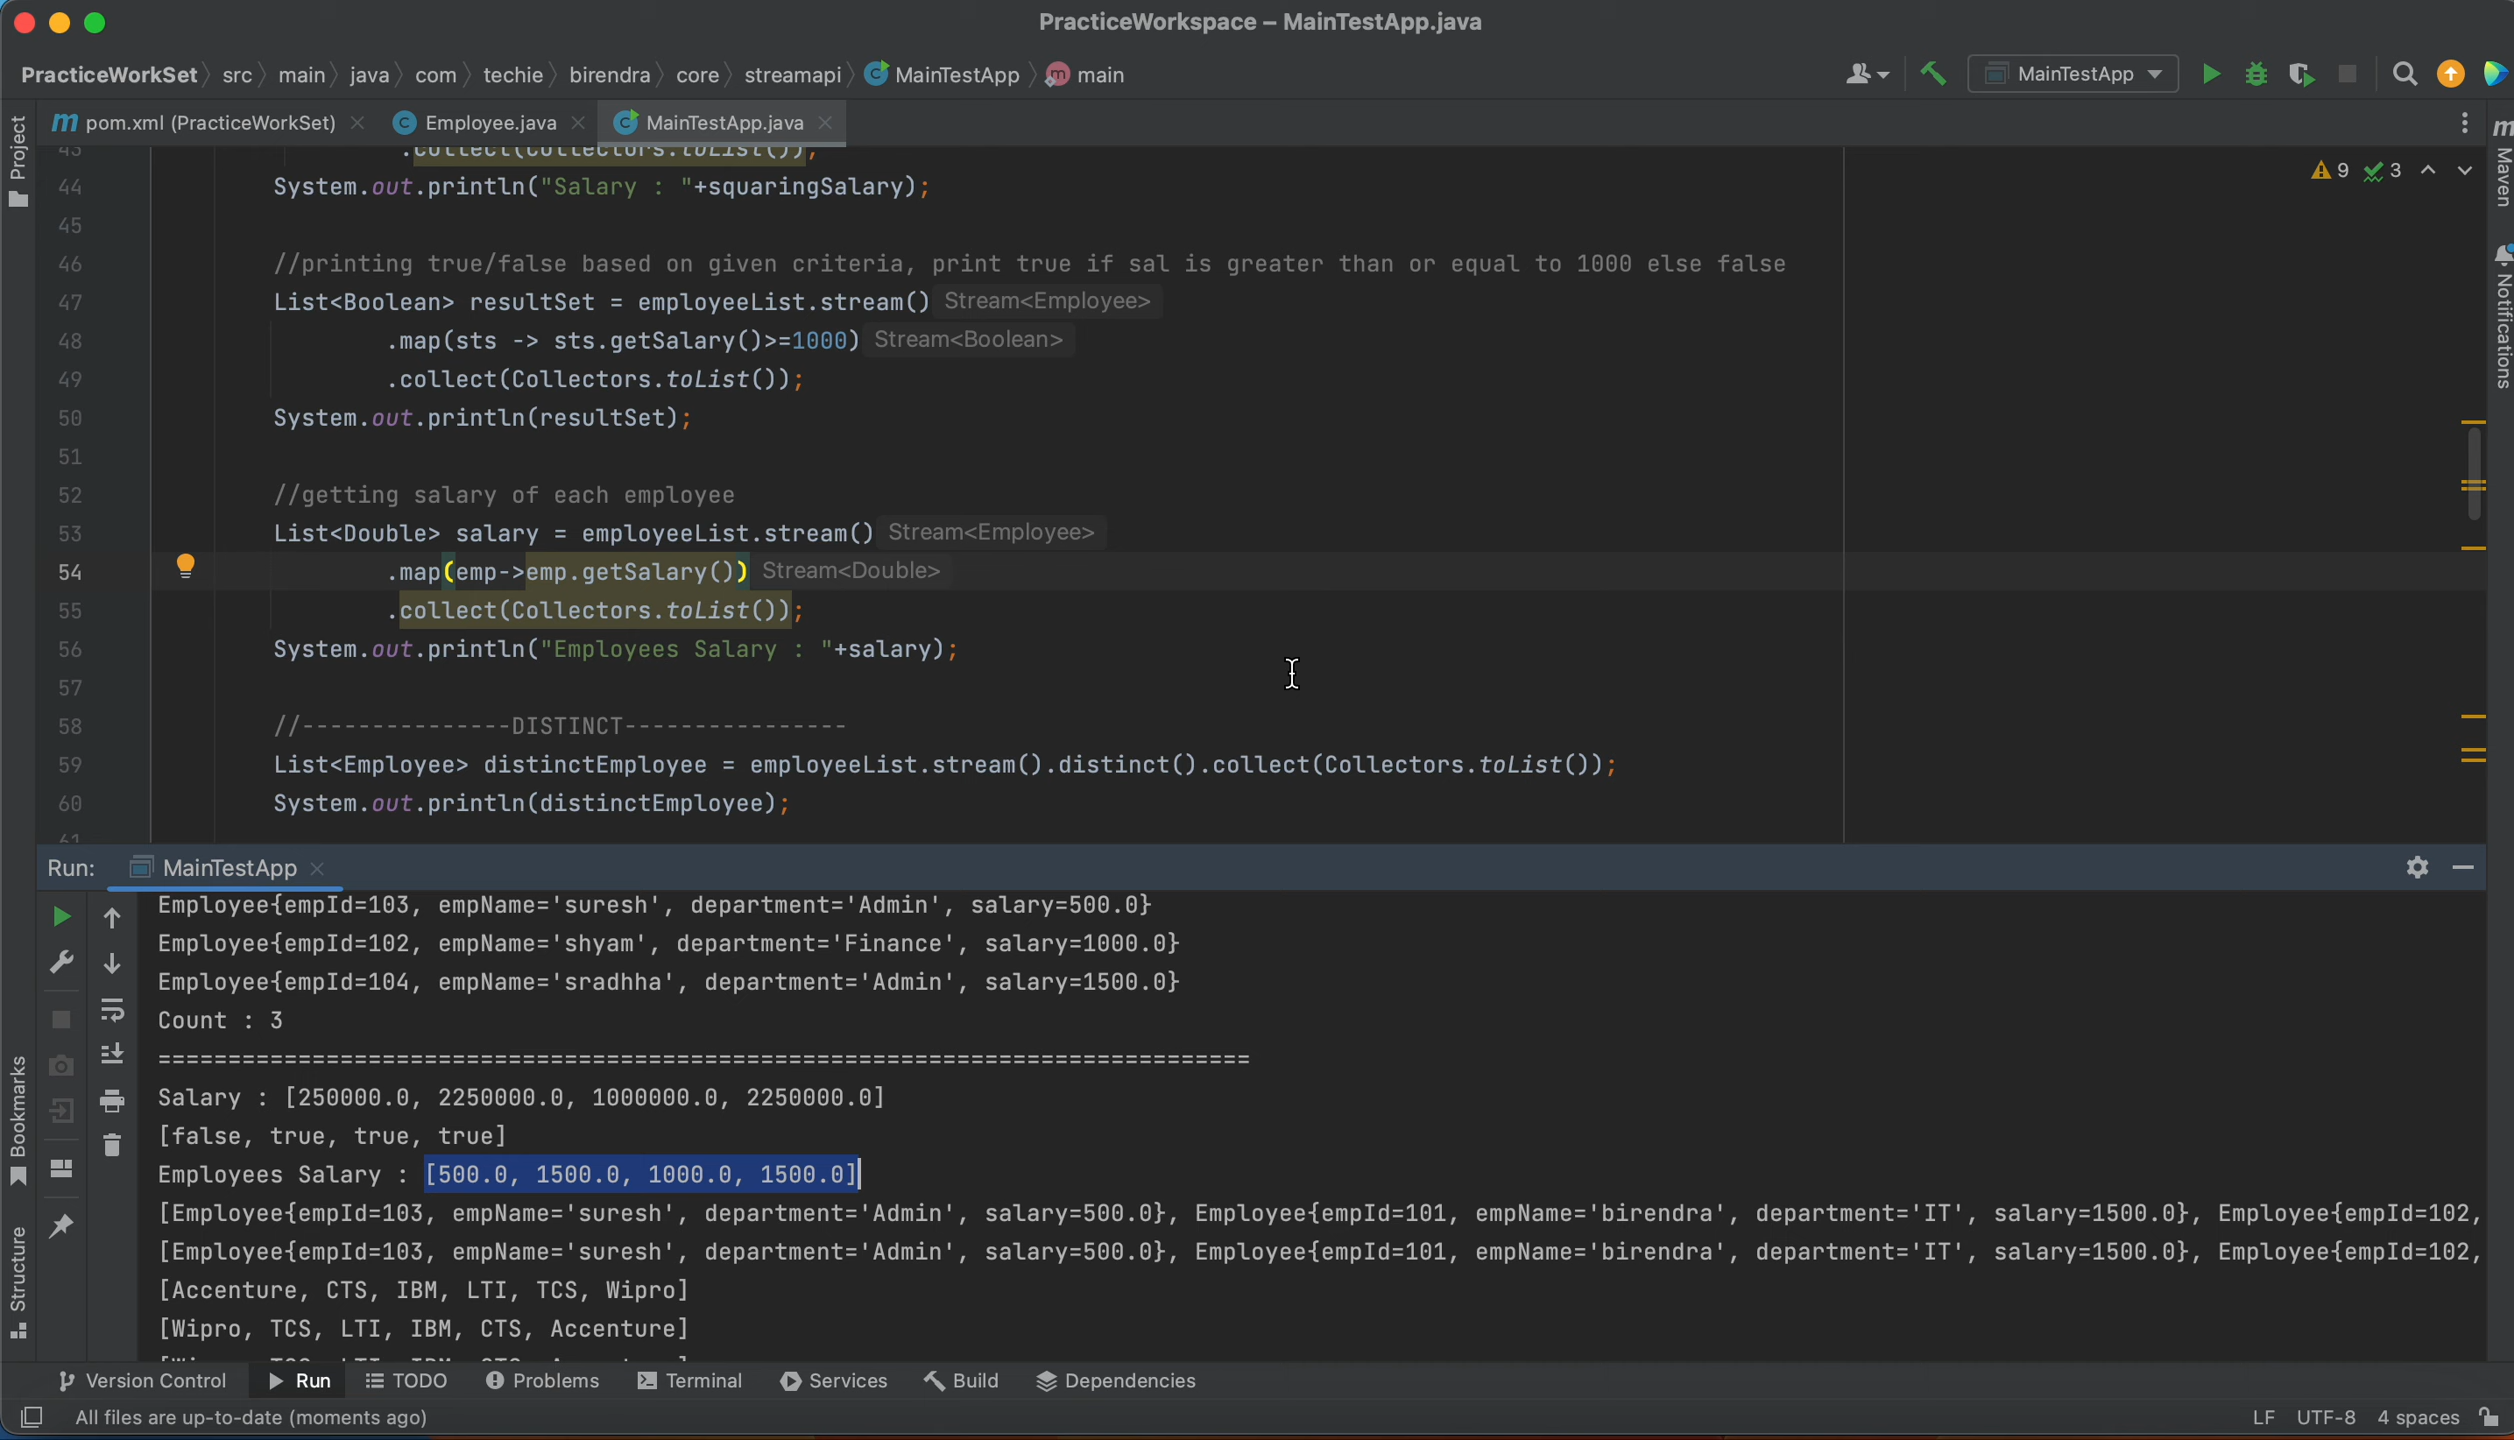 PracticeWorkspace – MainTestApp.java
PracticeWorkSet src main java com techie birendra core streamapi MainTestApp main MainTestApp
pom.xml (PracticeWorkSet) Employee.java MainTestApp.java
Project
43 .collect(Collectors.toList());
44 System.out.println("Salary : "+squaringSalary);
9 3
45
46 //printing true/false based on given criteria, print true if sal is greater than or equal to 1000 else false
47 List<Boolean> resultSet = employeeList.stream() Stream<Employee>
48 .map(sts -> sts.getSalary()>=1000) Stream<Boolean>
49 .collect(Collectors.toList());
50 System.out.println(resultSet);
51
52 //getting salary of each employee
53 List<Double> salary = employeeList.stream() Stream<Employee>
54 .map(emp->emp.getSalary()) Stream<Double>
55 .collect(Collectors.toList());
56 System.out.println("Employees Salary : "+salary);
57
58 //---------------DISTINCT----------------
59 List<Employee> distinctEmployee = employeeList.stream().distinct().collect(Collectors.toList());
60 System.out.println(distinctEmployee);
61
Maven
Notifications
Run: MainTestApp
Employee{empId=103, empName='suresh', department='Admin', salary=500.0}
Employee{empId=102, empName='shyam', department='Finance', salary=1000.0}
Employee{empId=104, empName='sradhha', department='Admin', salary=1500.0}
Count : 3
==============================================================================
Salary : [250000.0, 2250000.0, 1000000.0, 2250000.0]
[false, true, true, true]
Employees Salary : [500.0, 1500.0, 1000.0, 1500.0]
[Employee{empId=103, empName='suresh', department='Admin', salary=500.0}, Employee{empId=101, empName='birendra', department='IT', salary=1500.0}, Employee{empId=102,
[Employee{empId=103, empName='suresh', department='Admin', salary=500.0}, Employee{empId=101, empName='birendra', department='IT', salary=1500.0}, Employee{empId=102,
[Accenture, CTS, IBM, LTI, TCS, Wipro]
[Wipro, TCS, LTI, IBM, CTS, Accenture]
Bookmarks
Structure
Version Control Run TODO Problems Terminal Services Build Dependencies
All files are up-to-date (moments ago) LF UTF-8 4 spaces